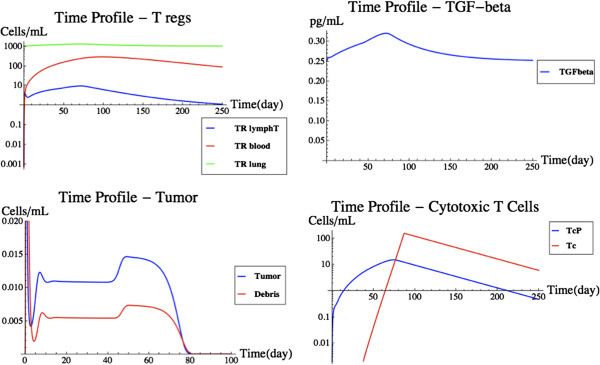 Time Profile – T regs
Cells/mL
1000
100
10
1
0.1
0.01
0.001
50 100 150 200 250
Time(day)
TR lymphT
TR blood
TR lung
Time Profile – TGF–beta
pg/mL
0.30
0.25
0.20
0.15
0.10
0.05
0 50 100 150 200 250
Time(day)
TGFbeta
Time Profile – Tumor
Cells/mL
0.020
0.015
0.010
0.005
0 20 40 60 80 100
Time(day)
Tumor
Debris
Time Profile – Cytotoxic T Cells
Cells/mL
100
10
1
0.1
0.01
0 50 100 150 200 250
Time(day)
TcP
Tc